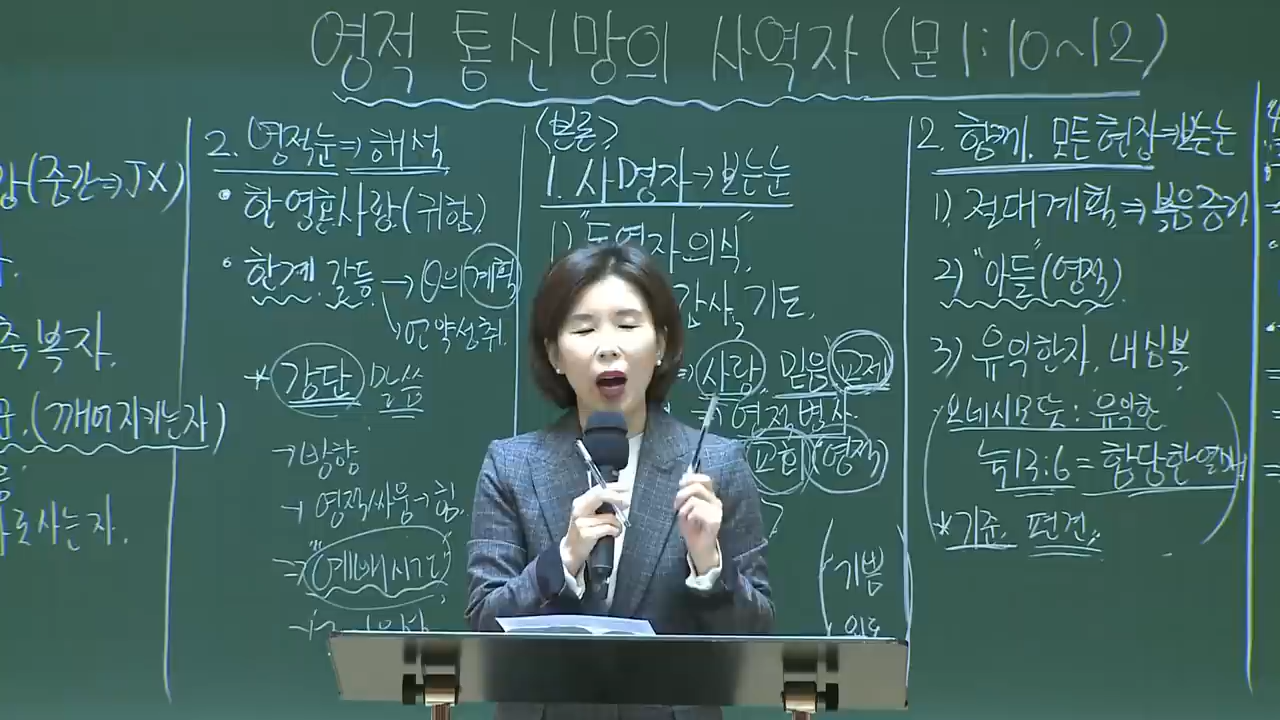 영적 통신망의 사역자 (몬1:10~12)
(중간⇒JX)
축복자.
(깨어지키는자)
로사는자.
2. 영적눈⇒해석
• 한영혼사랑(귀함)
• 한계, 갈등 → θ의 계획
↳ 언약성취.
* 강단 말씀
→ 방향
→ 영적싸움→힘.
⇒ "예배시간"
<본론>
1. 사명자→보는눈
1) "동역자의식"
감사, 기도.
⇒ 사랑, 믿음 교제
⇒ 영적법사.
교회 (영적)
(기쁨
위로
2. 함께, 모든현장→보는눈
1) 절대계획⇒복음증거
2) "아들"(영적)
3) 유익한자, 내심복
(오네시모뜻: 유익한
눅13:6 = 합당한열매)
* 기준, 편견.